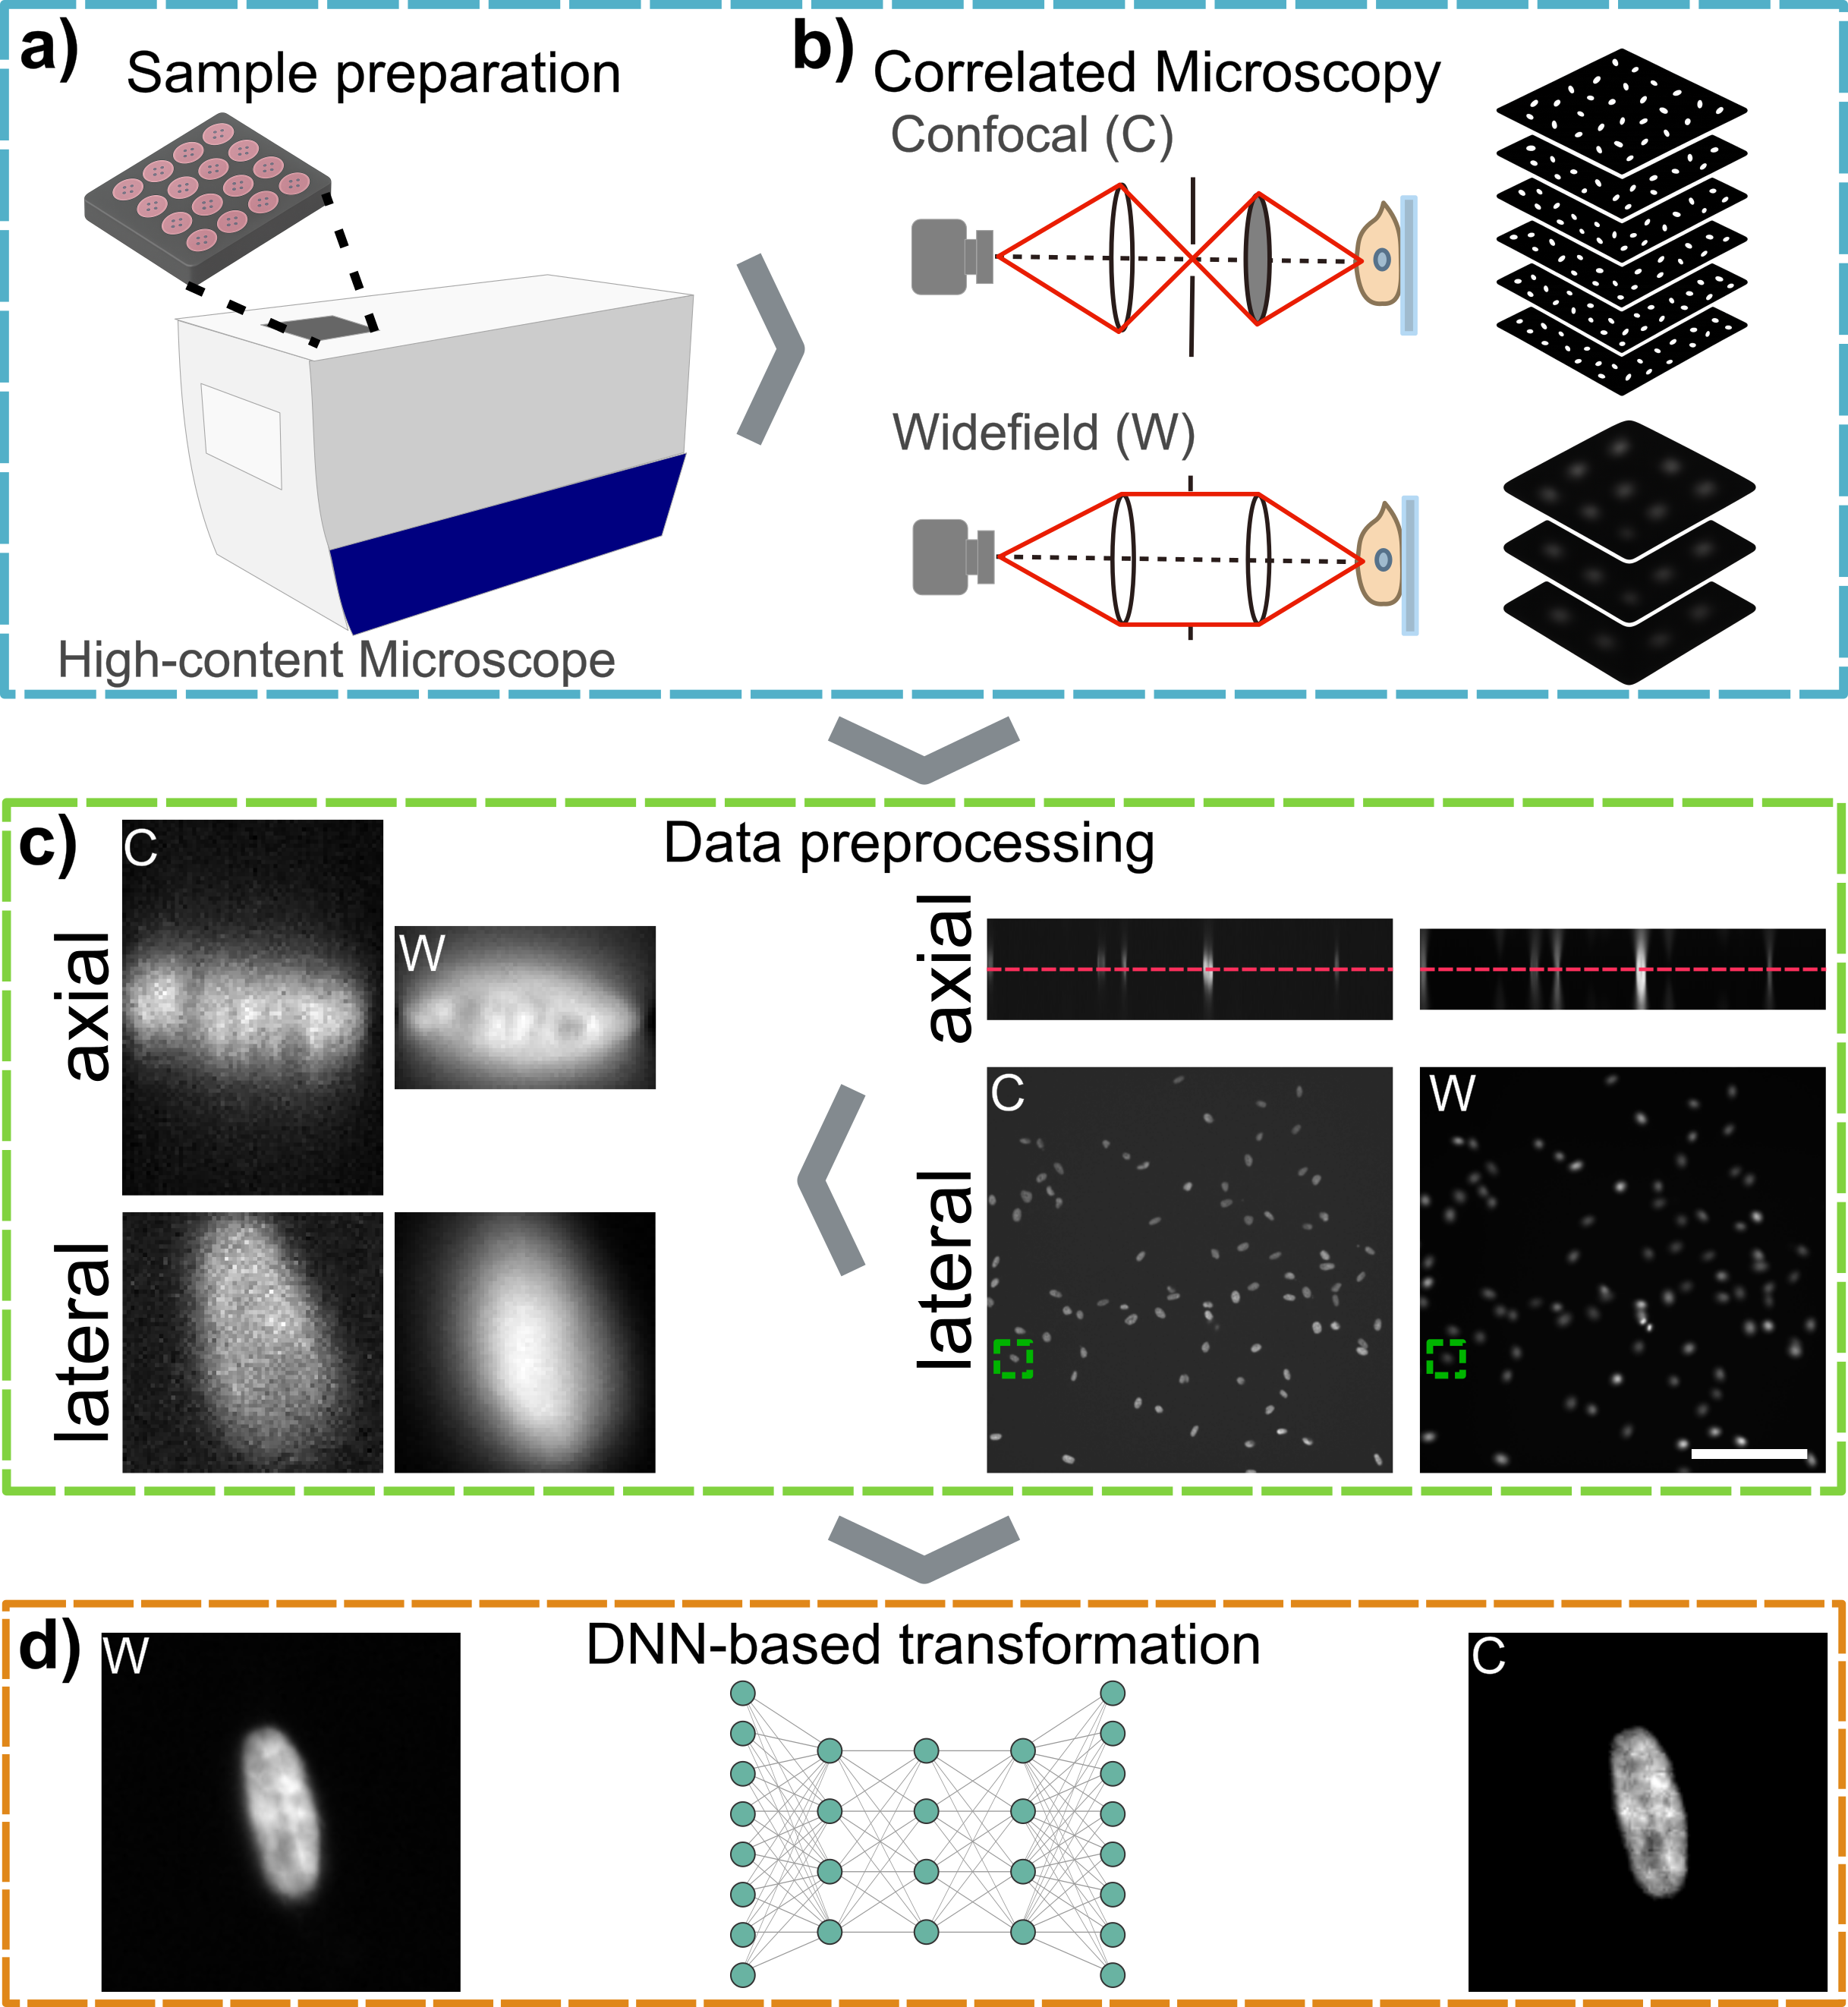 a)
Sample preparation
High-content Microscope
b)
Correlated Microscopy
Confocal (C)
Widefield (W)
c)
Data preprocessing
axial
C
W
lateral
axial
lateral
C
W
d)
DNN-based transformation
W
C